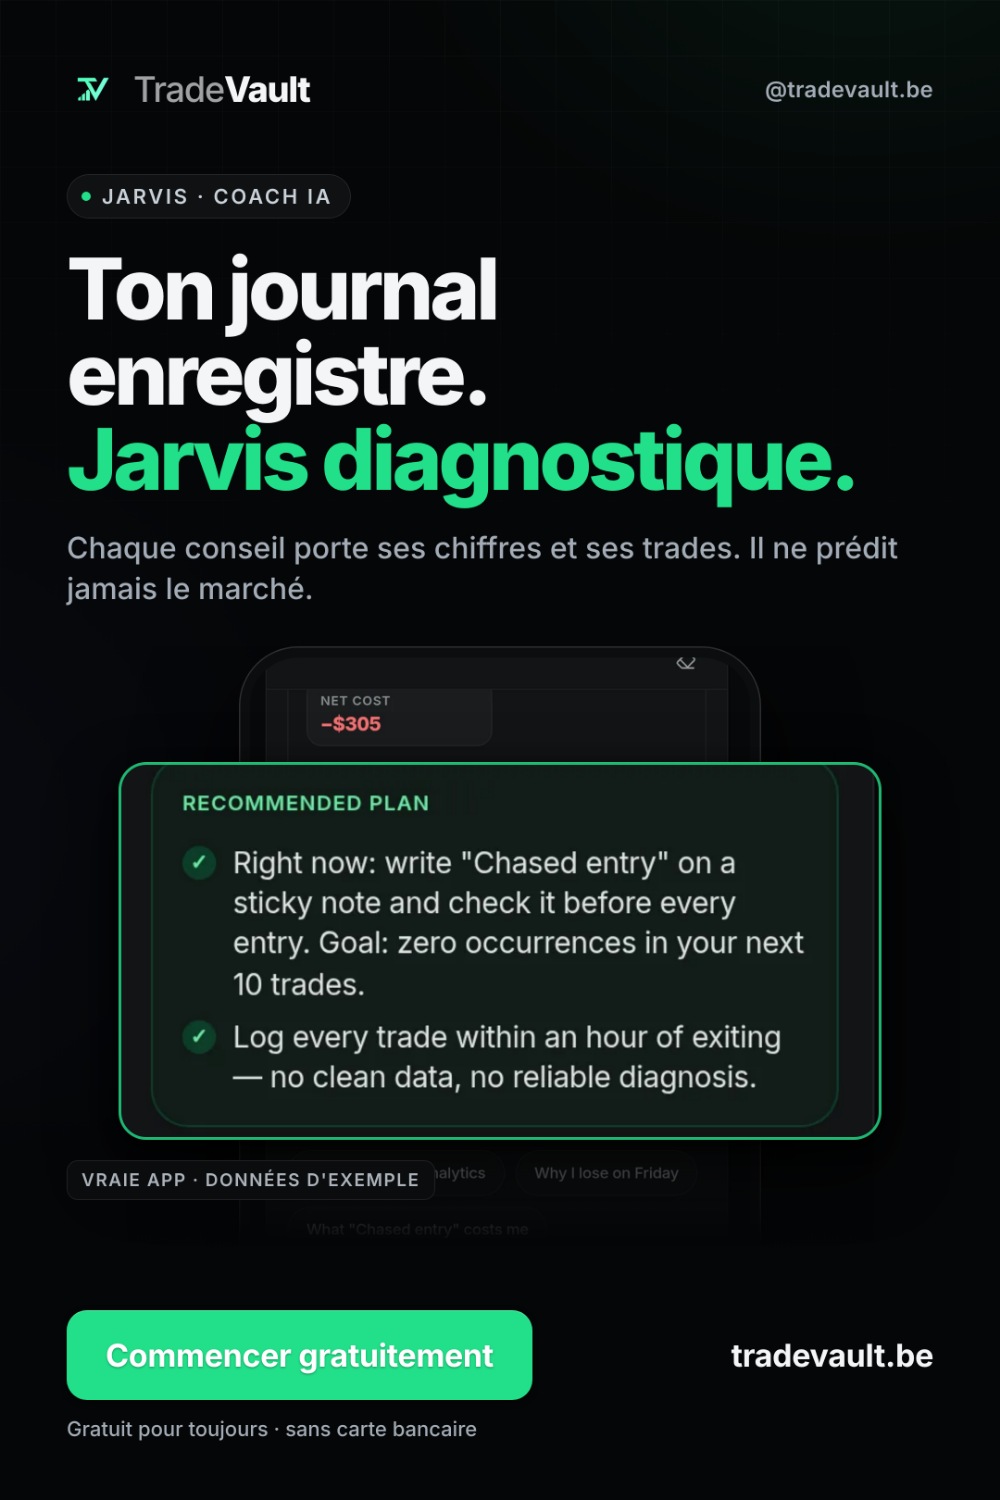 TradeVault
@tradevault.be
JARVIS · COACH IA
Ton journal
enregistre.
Jarvis diagnostique.
Chaque conseil porte ses chiffres et ses trades. Il ne prédit
jamais le marché.
NET COST
−$305
RECOMMENDED PLAN
Right now: write "Chased entry" on a
sticky note and check it before every
entry. Goal: zero occurrences in your next
10 trades.
Log every trade within an hour of exiting
— no clean data, no reliable diagnosis.
VRAIE APP · DONNÉES D'EXEMPLE
Why I lose on Friday
What "Chased entry" costs me
Commencer gratuitement
tradevault.be
Gratuit pour toujours · sans carte bancaire